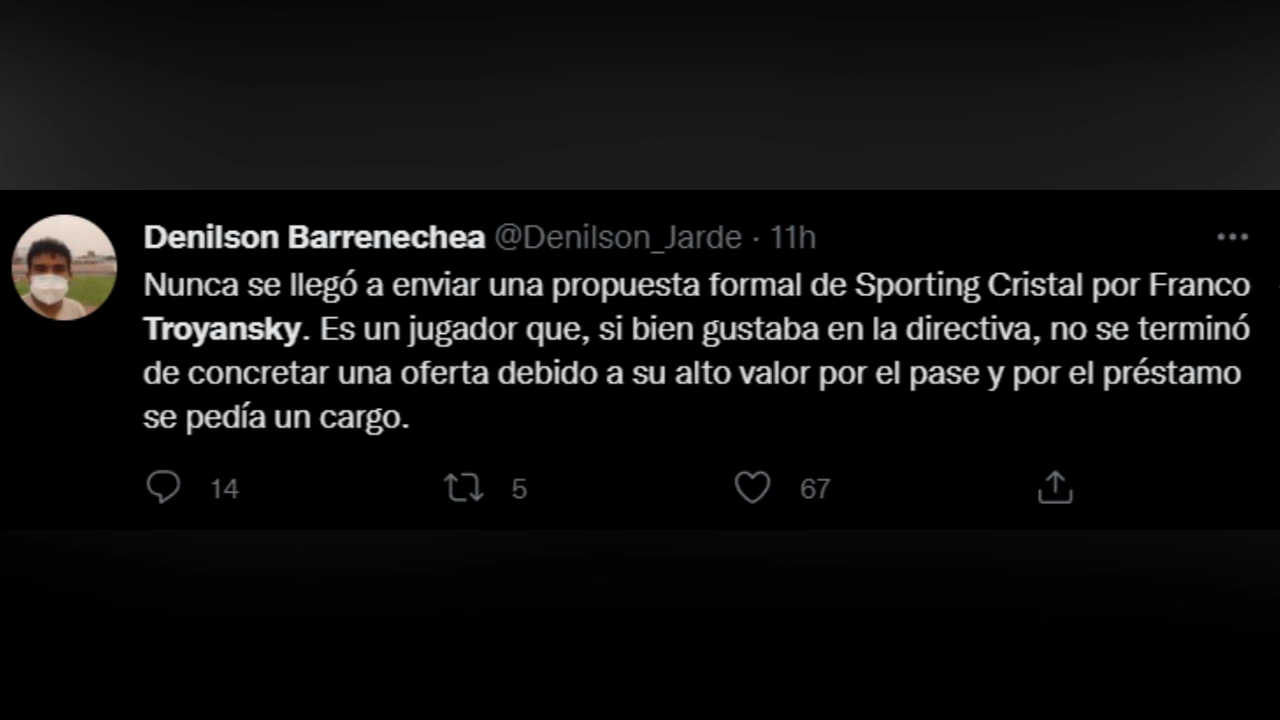 Denilson Barrenechea @Denilson_Jarde · 11h
Nunca se llegó a enviar una propuesta formal de Sporting Cristal por Franco
Troyansky. Es un jugador que, si bien gustaba en la directiva, no se terminó
de concretar una oferta debido a su alto valor por el pase y por el préstamo
se pedía un cargo.
14 5 67